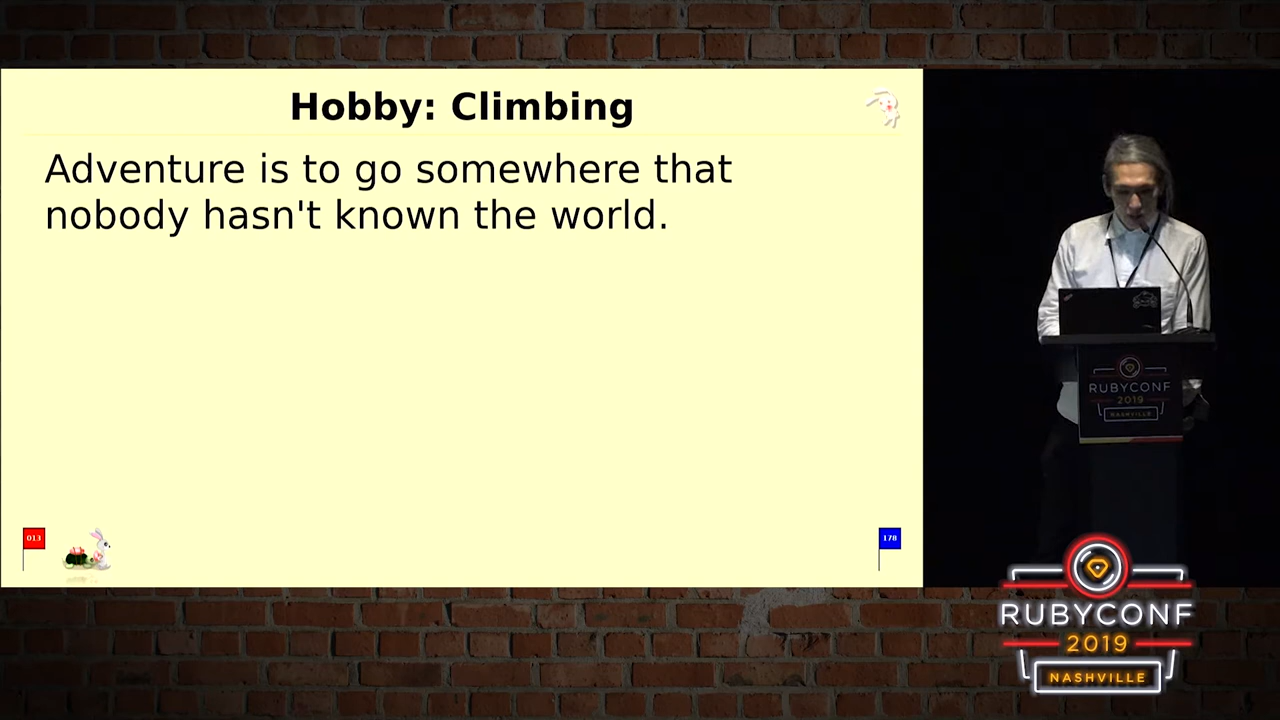 Hobby: Climbing
Adventure is to go somewhere that
nobody hasn't known the world.
013
178
RUBYCONF
2019
NASHVILLE
RUBYCONF
2019
NASHVILLE